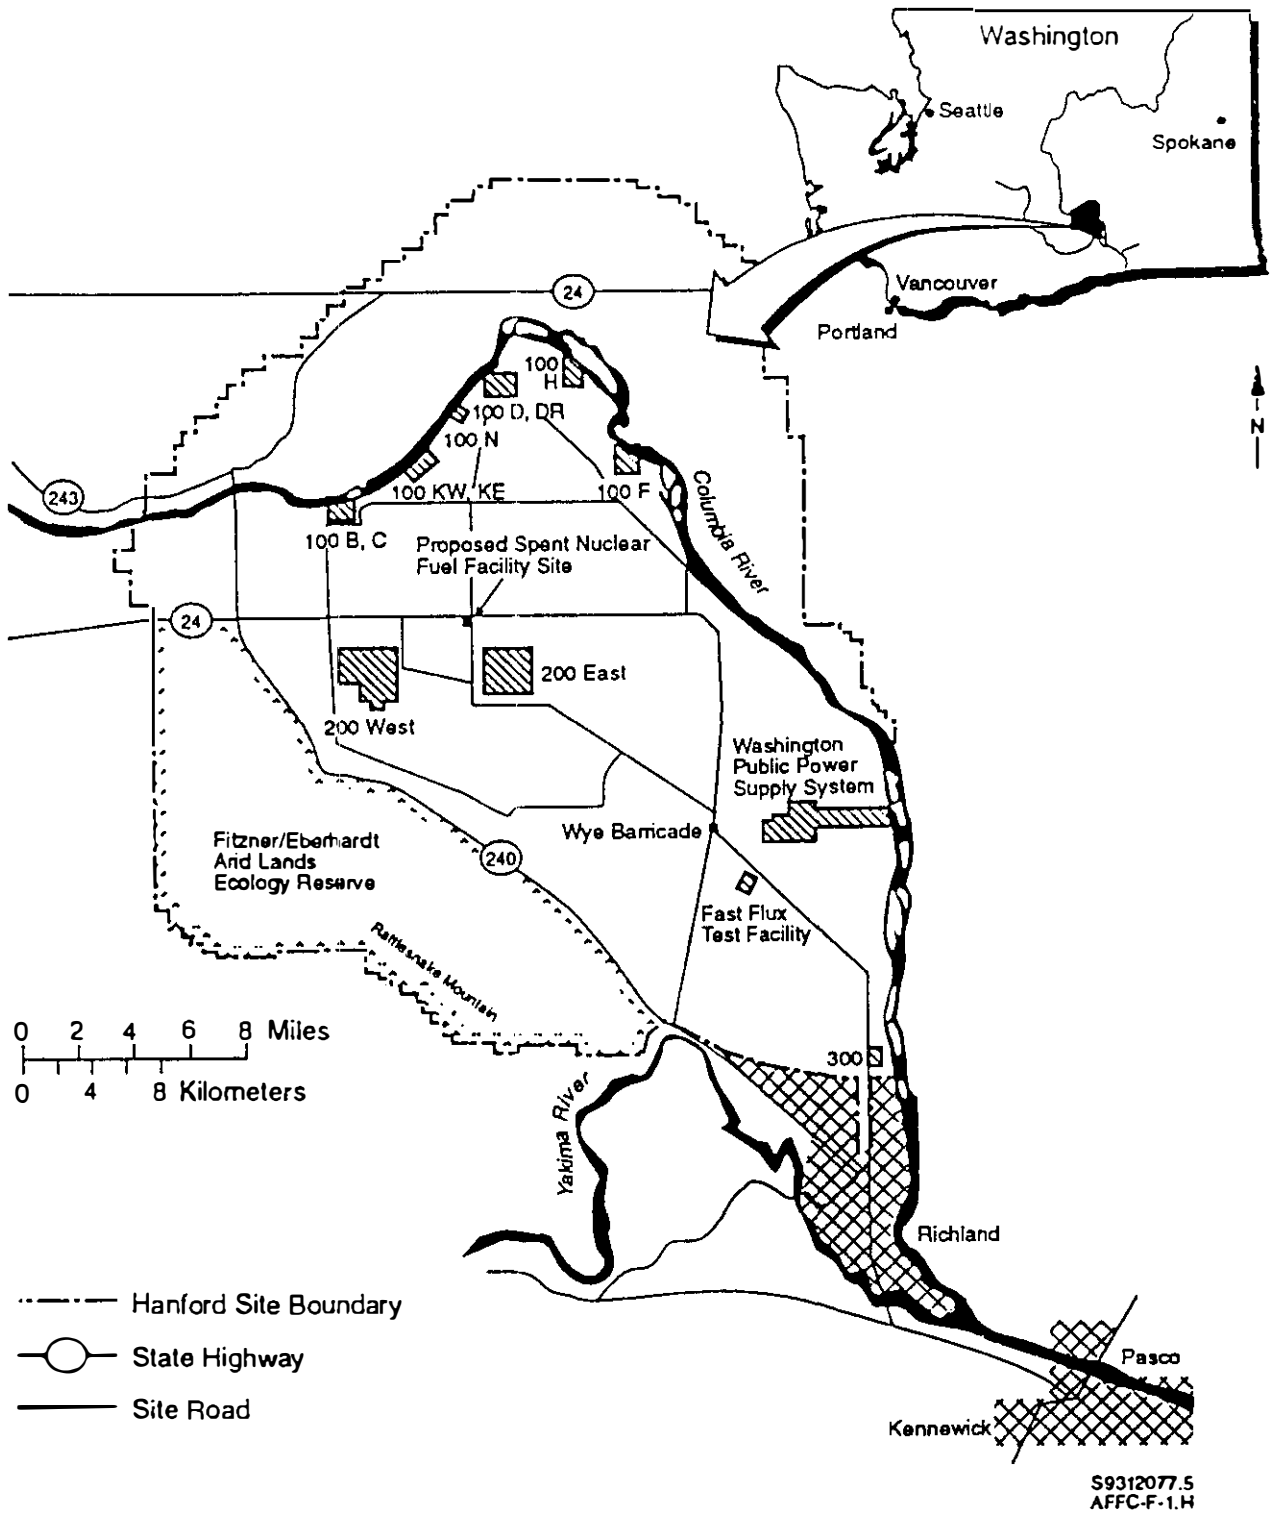 Washington
Seattle
Spokane
Vancouver
Portland
24
N
100
H
100 D, DR
100 N
243
100 KW, KE
100 F
Columbia River
100 B, C
Proposed Spent Nuclear
Fuel Facility Site
24
200 East
200 West
Washington
Public Power
Supply System
Wye Barricade
Fitzner/Eberhardt
Arid Lands
Ecology Reserve
240
Fast Flux
Test Facility
Rattlesnake Mountain
0 2 4 6 8 Miles
0 4 8 Kilometers
300
Yakima River
Richland
Hanford Site Boundary
State Highway
Site Road
Pasco
Kennewick
S9312077.5
AFFC-F-1.H